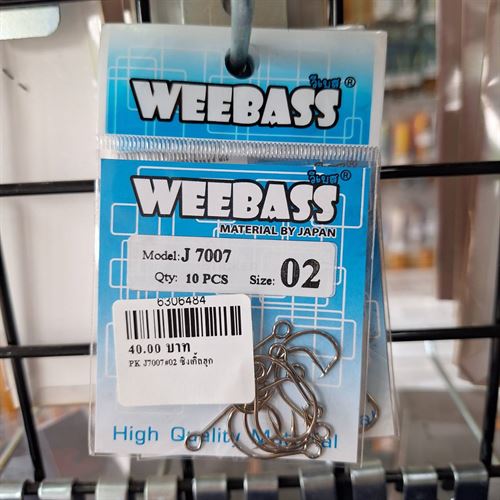 วีเบส ®
WEEBASS
วีเบส ®
WEEBASS
MATERIAL BY JAPAN
Model: J 7007
Qty: 10 PCS Size: 02
6306484
40.00 บาท
PK J7007#02
High Quality Material